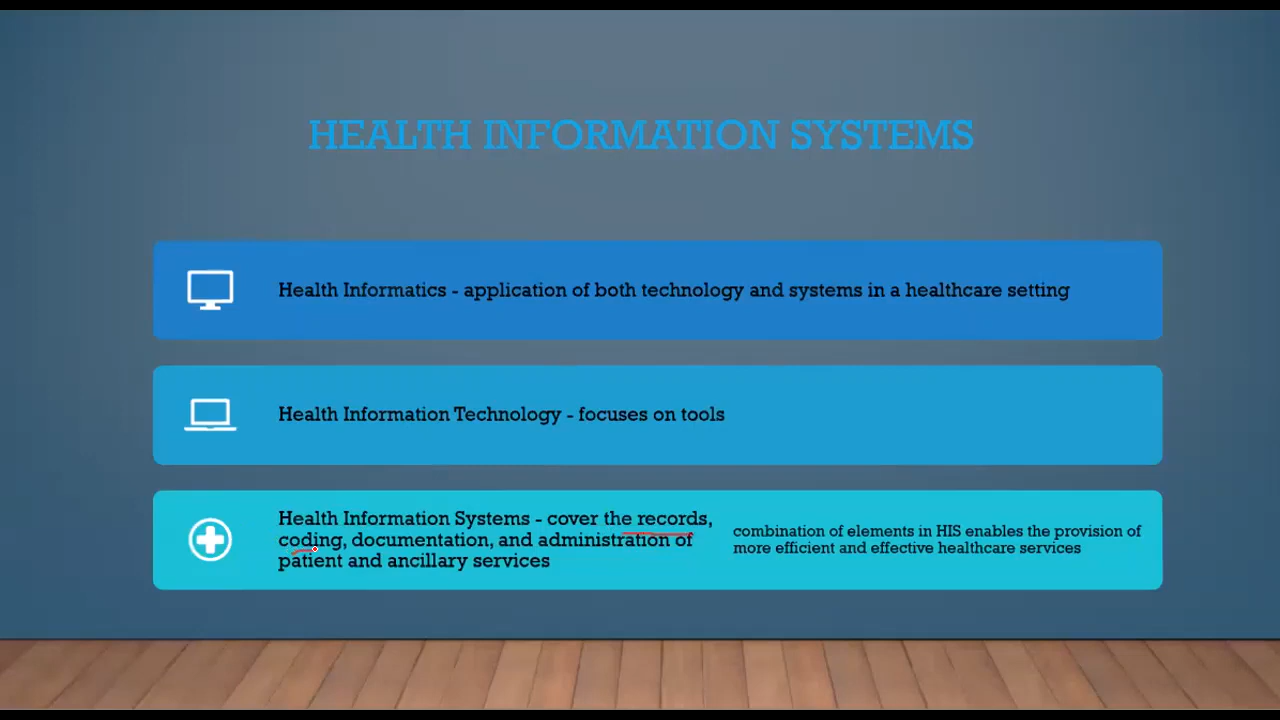 HEALTH INFORMATION SYSTEMS
Health Informatics - application of both technology and systems in a healthcare setting
Health Information Technology - focuses on tools
Health Information Systems - cover the records,
coding, documentation, and administration of
patient and ancillary services
combination of elements in HIS enables the provision of
more efficient and effective healthcare services